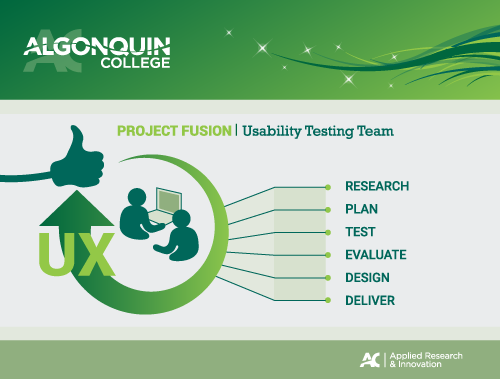 ALGONQUIN
COLLEGE
PROJECT FUSION | Usability Testing Team
UX
RESEARCH
PLAN
TEST
EVALUATE
DESIGN
DELIVER
AC | Applied Research
& Innovation